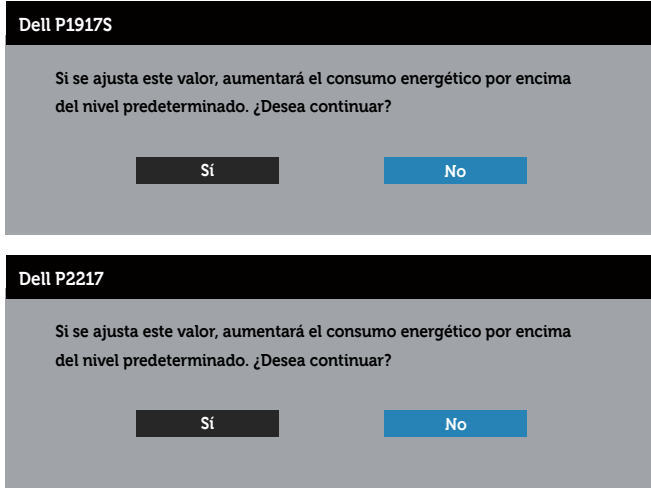 Dell P1917S
Si se ajusta este valor, aumentará el consumo energético por encima
del nivel predeterminado. ¿Desea continuar?
Sí No
Dell P2217
Si se ajusta este valor, aumentará el consumo energético por encima
del nivel predeterminado. ¿Desea continuar?
Sí No